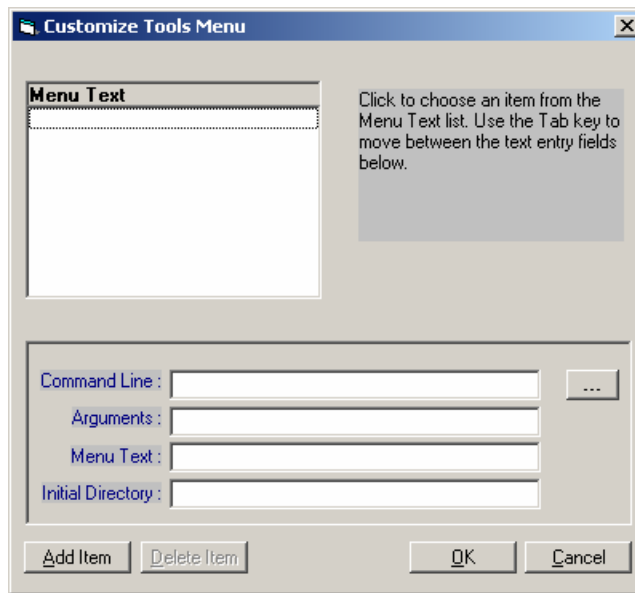 Customize Tools Menu
Menu Text
Click to choose an item from the
Menu Text list. Use the Tab key to
move between the text entry fields
below.
Command Line :
...
Arguments :
Menu Text :
Initial Directory :
Add Item
Delete Item
OK
Cancel